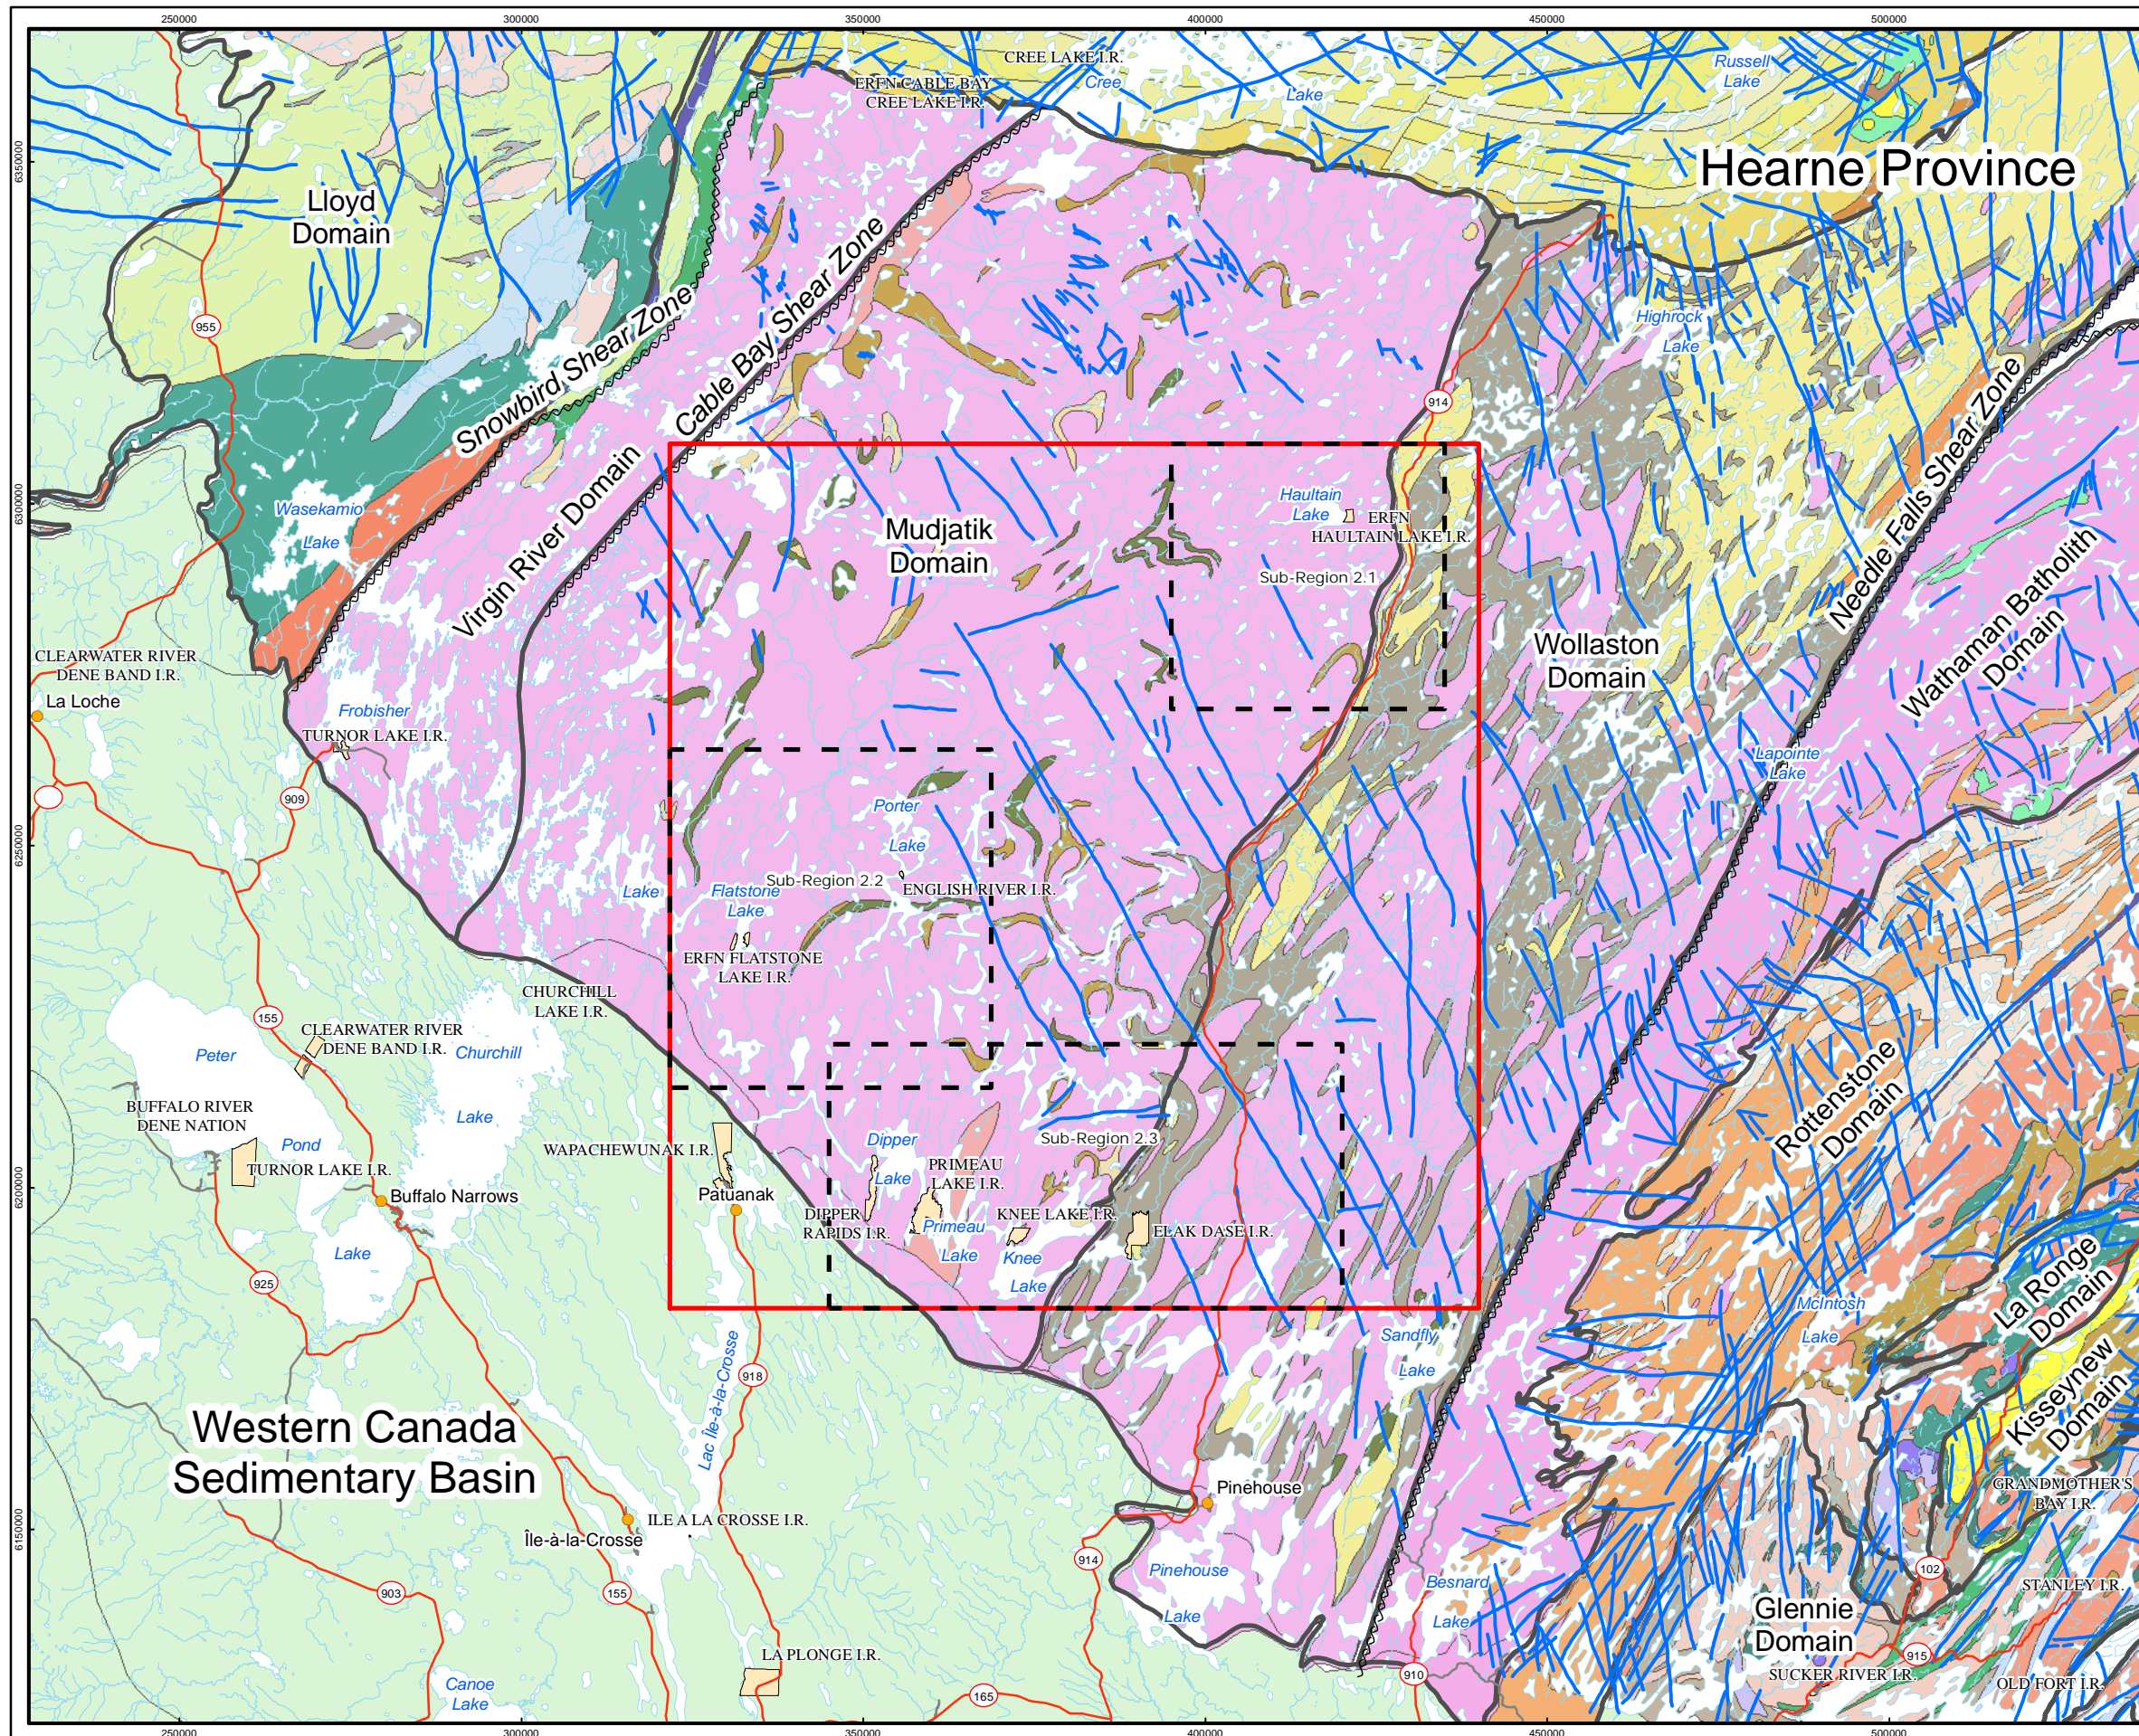 250000 300000 350000 400000 450000 500000
CREE LAKE I.R.
ERFN CABLE BAY
CREE LAKE I.R.
Cree
Lake
Russell
Lake
6350000
Hearne Province
Lloyd
Domain
955
Snowbird Shear Zone
Cable Bay Shear Zone
Virgin River Domain
Highrock
Lake
914
Needle Falls Shear Zone
Wathaman Batholith
Domain
6300000
Wasekamio
Lake
Mudjatik
Domain
Haultain
Lake
ERFN
HAULTAIN LAKE I.R.
Sub-Region 2.1
Wollaston
Domain
CLEARWATER RIVER
DENE BAND I.R.
La Loche
Frobisher
TURNOR LAKE I.R.
909
Lapointe
Lake
6250000
Porter
Lake
Lake
Flatstone
Lake
Sub-Region 2.2
ENGLISH RIVER I.R.
ERFN FLATSTONE
LAKE I.R.
CHURCHILL
LAKE I.R.
155
CLEARWATER RIVER
DENE BAND I.R.
Peter
Pond
Lake
Churchill
Lake
BUFFALO RIVER
DENE NATION
TURNOR LAKE I.R.
Buffalo Narrows
6200000
WAPACHEWUNAK I.R.
Patuanak
Dipper
Lake
DIPPER
RAPIDS I.R.
PRIMEAU
LAKE I.R.
Primeau
Lake
Sub-Region 2.3
KNEE LAKE I.R.
Knee
Lake
ELAK DASE I.R.
Rottenstone
Domain
925
918
Lac Île-à-la-Crosse
Sandfly
Lake
McIntosh
Lake
La Ronge
Domain
Kisseynew
Domain
Western Canada
Sedimentary Basin
Pinehouse
GRANDMOTHER'S
BAY I.R.
6150000
ILE A LA CROSSE I.R.
Île-à-la-Crosse
903
155
914
Pinehouse
Lake
Besnard
Lake
102
STANLEY I.R.
Glennie
Domain
915
SUCKER RIVER I.R.
OLD FORT I.R.
LA PLONGE I.R.
910
165
Canoe
Lake
250000 300000 350000 400000 450000 500000